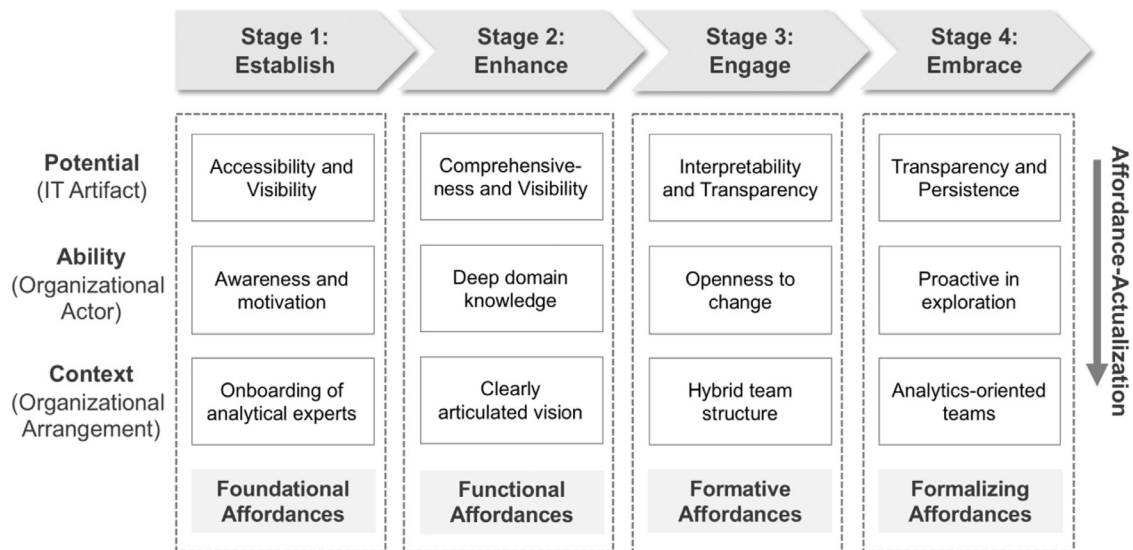 Stage 1:
Establish
Stage 2:
Enhance
Stage 3:
Engage
Stage 4:
Embrace
Potential
(IT Artifact)
Accessibility and
Visibility
Comprehensive-
ness and Visibility
Interpretability
and Transparency
Transparency and
Persistence
Ability
(Organizational
Actor)
Awareness and
motivation
Deep domain
knowledge
Openness to
change
Proactive in
exploration
Context
(Organizational
Arrangement)
Onboarding of
analytical experts
Clearly
articulated vision
Hybrid team
structure
Analytics-oriented
teams
Foundational
Affordances
Functional
Affordances
Formative
Affordances
Formalizing
Affordances
Affordance-Actualization